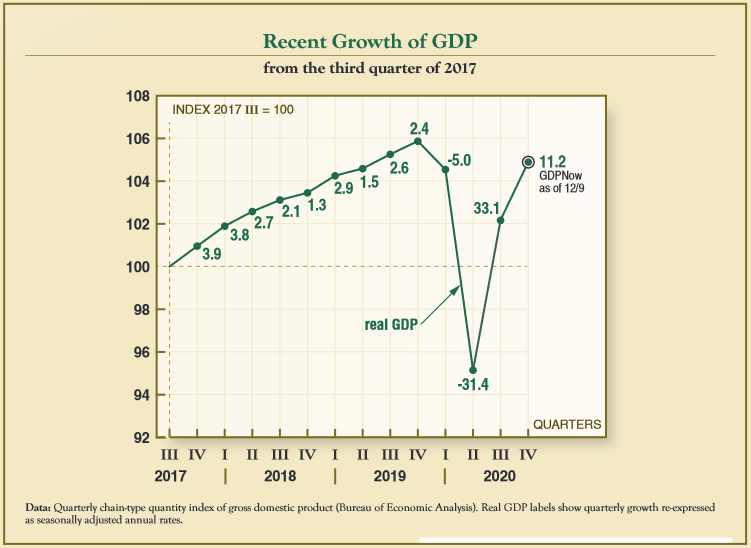 Recent Growth of GDP
from the third quarter of 2017
INDEX 2017 III = 100
108
106
104
102
100
98
96
94
92
3.9
3.8
2.7
2.1
1.3
2.9
1.5
2.6
2.4
-5.0
-31.4
33.1
11.2
GDPNow
as of 12/9
real GDP
QUARTERS
III IV I II III IV I II III IV I II III IV
2017 | 2018 | 2019 | 2020
Data: Quarterly chain-type quantity index of gross domestic product (Bureau of Economic Analysis). Real GDP labels show quarterly growth re-expressed
as seasonally adjusted annual rates.